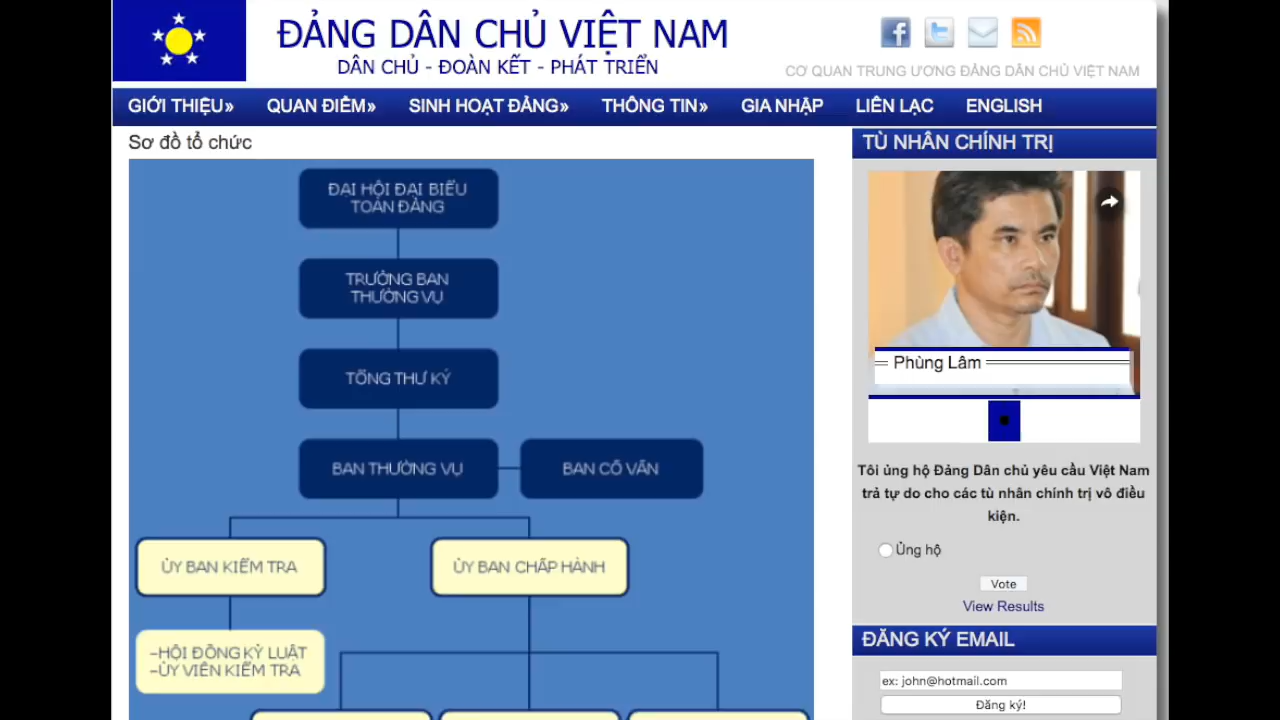 ĐẢNG DÂN CHỦ VIỆT NAM
DÂN CHỦ - ĐOÀN KẾT - PHÁT TRIỂN
CƠ QUAN TRUNG ƯƠNG ĐẢNG DÂN CHỦ VIỆT NAM
GIỚI THIỆU» QUAN ĐIỂM» SINH HOẠT ĐẢNG» THÔNG TIN» GIA NHẬP LIÊN LẠC ENGLISH
Sơ đồ tổ chức
ĐẠI HỘI ĐẠI BIỂU
TOÀN ĐẢNG
TRƯỞNG BAN
THƯỜNG VỤ
TỔNG THƯ KÝ
BAN THƯỜNG VỤ
BAN CỐ VẤN
ỦY BAN KIỂM TRA
ỦY BAN CHẤP HÀNH
-HỘI ĐỒNG KỶ LUẬT
-ỦY VIÊN KIỂM TRA
TÙ NHÂN CHÍNH TRỊ
Phùng Lâm
Tôi ủng hộ Đảng Dân chủ yêu cầu Việt Nam
trả tự do cho các tù nhân chính trị vô điều
kiện.
Ủng hộ
Vote
View Results
ĐĂNG KÝ EMAIL
ex: john@hotmail.com
Đăng ký!